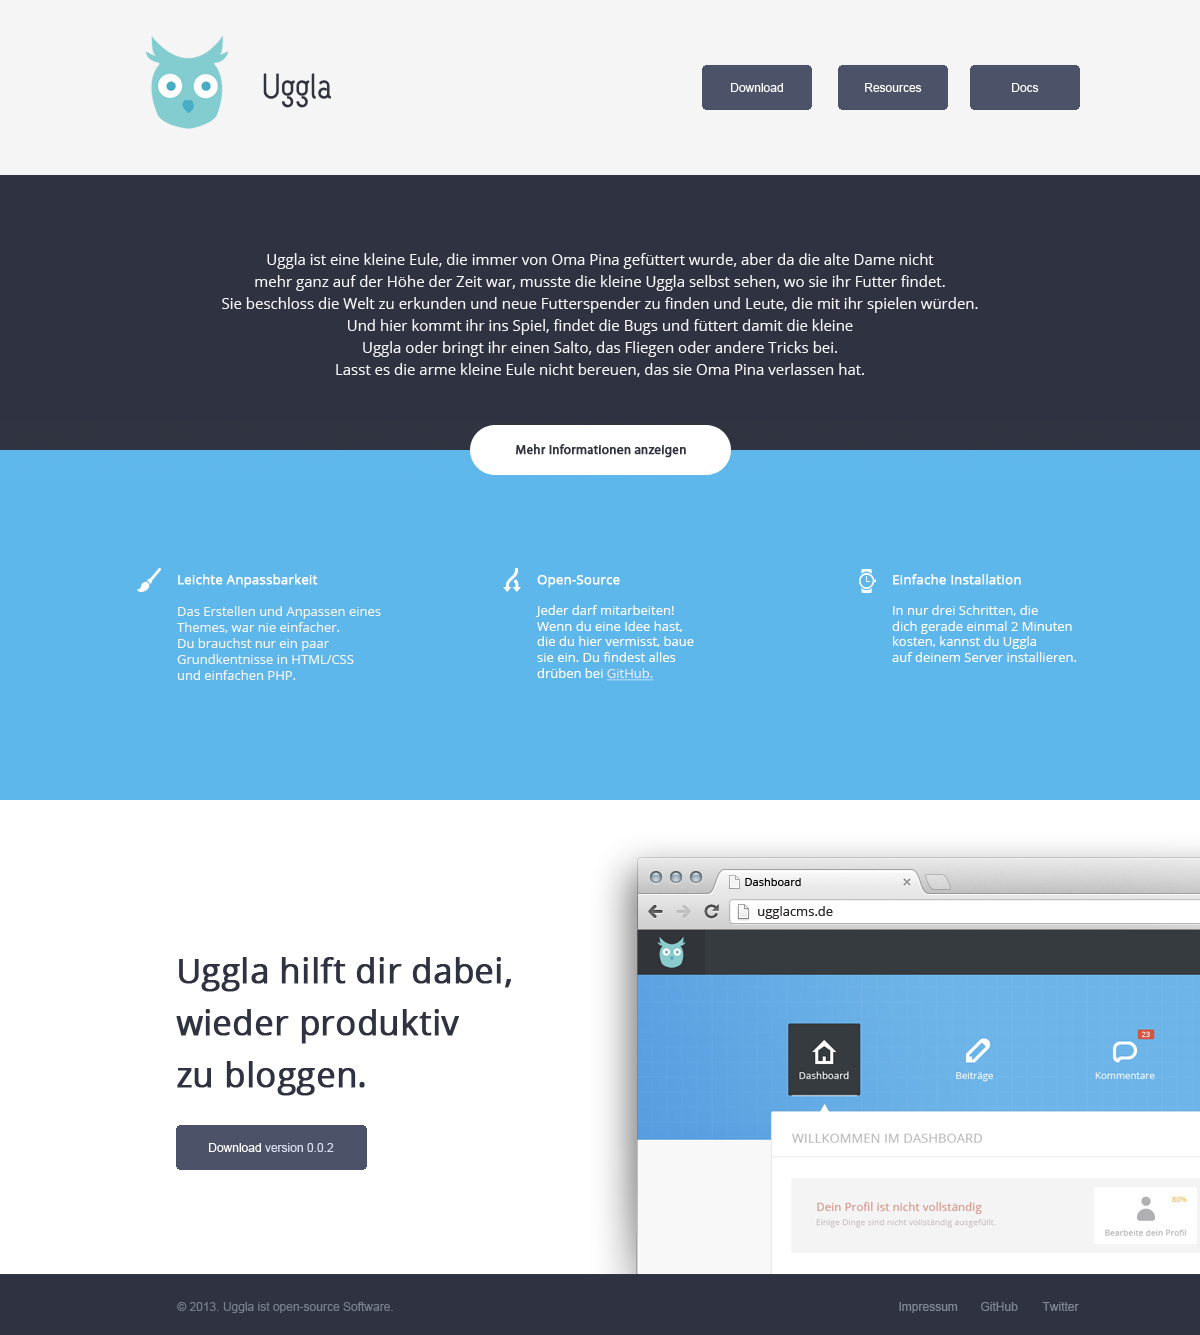 Uggla
Download
Resources
Docs
Uggla ist eine kleine Eule, die immer von Oma Pina gefüttert wurde, aber da die alte Dame nicht
mehr ganz auf der Höhe der Zeit war, musste die kleine Uggla selbst sehen, wo sie ihr Futter findet.
Sie beschloss die Welt zu erkunden und neue Futterspender zu finden und Leute, die mit ihr spielen würden.
Und hier kommt ihr ins Spiel, findet die Bugs und füttert damit die kleine
Uggla oder bringt ihr einen Salto, das Fliegen oder andere Tricks bei.
Lasst es die arme kleine Eule nicht bereuen, das sie Oma Pina verlassen hat.
Mehr Informationen anzeigen
Leichte Anpassbarkeit
Das Erstellen und Anpassen eines
Themes, war nie einfacher.
Du brauchst nur ein paar
Grundkentnisse in HTML/CSS
und einfachen PHP.
Open-Source
Jeder darf mitarbeiten!
Wenn du eine Idee hast,
die du hier vermisst, baue
sie ein. Du findest alles
drüben bei GitHub.
Einfache Installation
In nur drei Schritten, die
dich gerade einmal 2 Minuten
kosten, kannst du Uggla
auf deinem Server installieren.
Uggla hilft dir dabei,
wieder produktiv
zu bloggen.
Download version 0.0.2
Dashboard
ugglacms.de
Dashboard
Beiträge
23
Kommentare
WILLKOMMEN IM DASHBOARD
Dein Profil ist nicht vollständig
Einige Dinge sind nicht vollständig ausgefüllt.
80%
Bearbeite dein Profil
© 2013. Uggla ist open-source Software.
Impressum
GitHub
Twitter